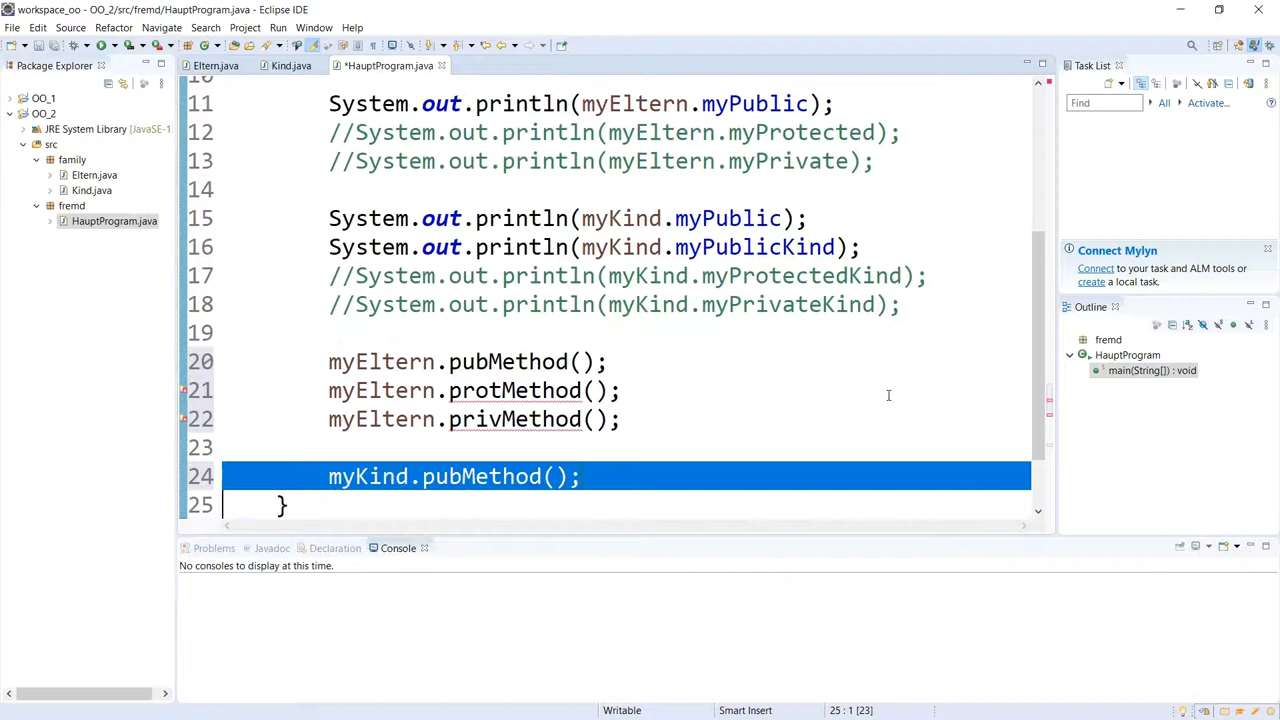 workspace_oo - OO_2/src/fremd/HauptProgram.java - Eclipse IDE
File Edit Source Refactor Navigate Search Project Run Window Help
Package Explorer
Eltern.java
Kind.java
*HauptProgram.java
Task List
OO_1
OO_2
JRE System Library [JavaSE-1
src
family
Eltern.java
Kind.java
fremd
HauptProgram.java
10
11 System.out.println(myEltern.myPublic);
12 //System.out.println(myEltern.myProtected);
13 //System.out.println(myEltern.myPrivate);
14
15 System.out.println(myKind.myPublic);
16 System.out.println(myKind.myPublicKind);
17 //System.out.println(myKind.myProtectedKind);
18 //System.out.println(myKind.myPrivateKind);
19
20 myEltern.pubMethod();
21 myEltern.protMethod();
22 myEltern.privMethod();
23
24 myKind.pubMethod();
25 }
Find All Activate...
Connect Mylyn
Connect to your task and ALM tools or
create a local task.
Outline
fremd
HauptProgram
main(String[]) : void
Problems Javadoc Declaration Console
No consoles to display at this time.
Writable Smart Insert 25 : 1 [23]